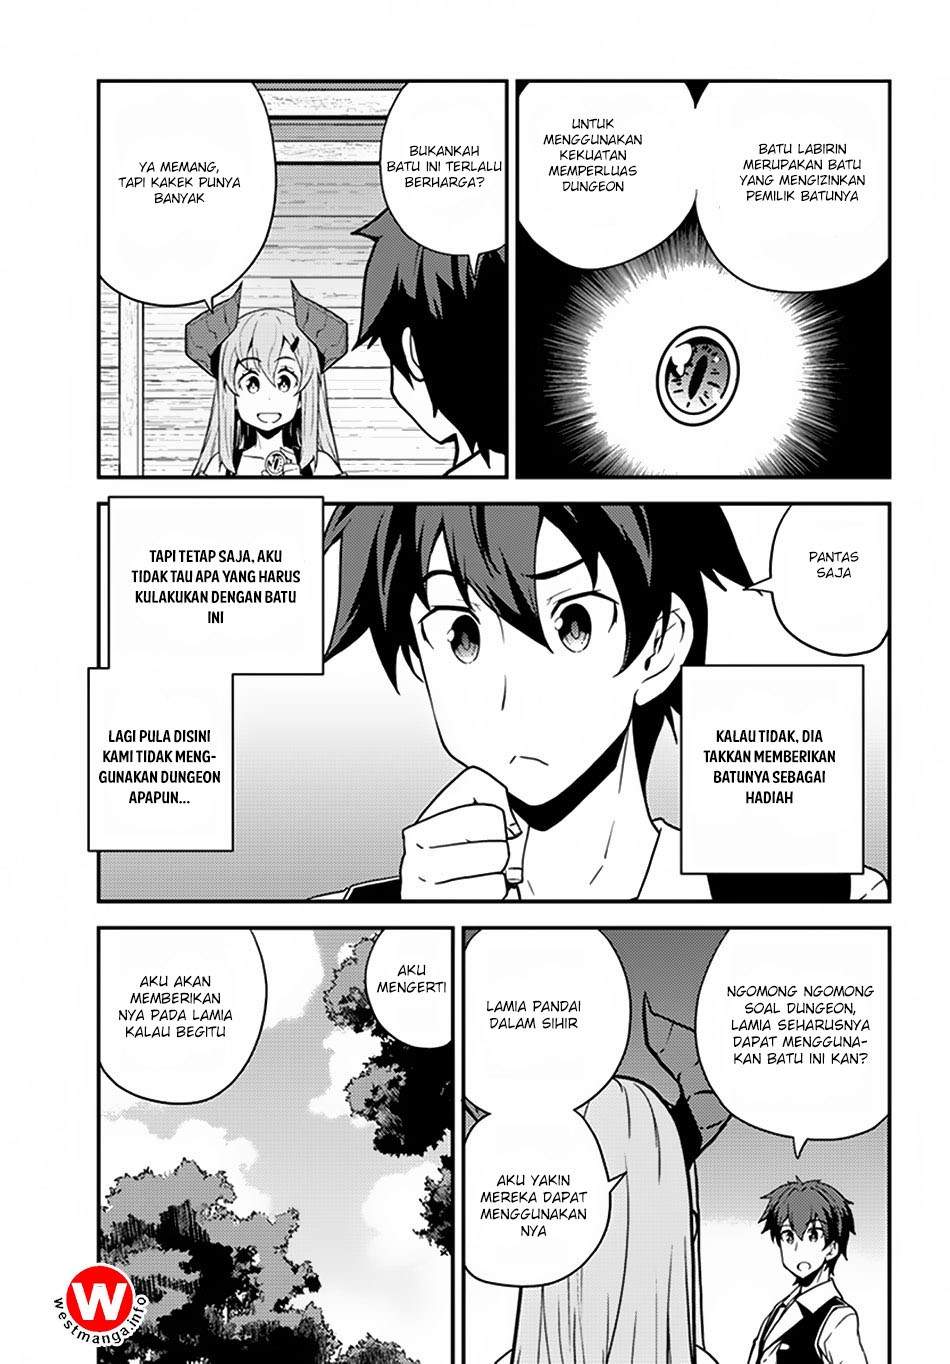 BATU LABIRIN
MERUPAKAN BATU
YANG MENGIZINKAN
PEMILIK BATUNYA
UNTUK
MENGGUNAKAN
KEKUATAN
MEMPERLUAS
DUNGEON
BUKANKAH
BATU INI TERLALU
BERHARGA?
YA MEMANG,
TAPI KAKEK PUNYA
BANYAK
PANTAS
SAJA
KALAU TIDAK, DIA
TAKKAN MEMBERIKAN
BATUNYA SEBAGAI
HADIAH
TAPI TETAP SAJA, AKU
TIDAK TAU APA YANG HARUS
KULAKUKAN DENGAN BATU
INI
LAGI PULA DISINI
KAMI TIDAK MENG-
GUNAKAN DUNGEON
APAPUN...
NGOMONG NGOMONG
SOAL DUNGEON,
LAMIA SEHARUSNYA
DAPAT MENGGUNA-
KAN BATU INI KAN?
LAMIA PANDAI
DALAM SIHIR
AKU YAKIN
MEREKA DAPAT
MENGGUNAKAN
NYA
AKU
MENGERTI
AKU AKAN
MEMBERIKAN
NYA PADA LAMIA
KALAU BEGITU
W
westmanga.info